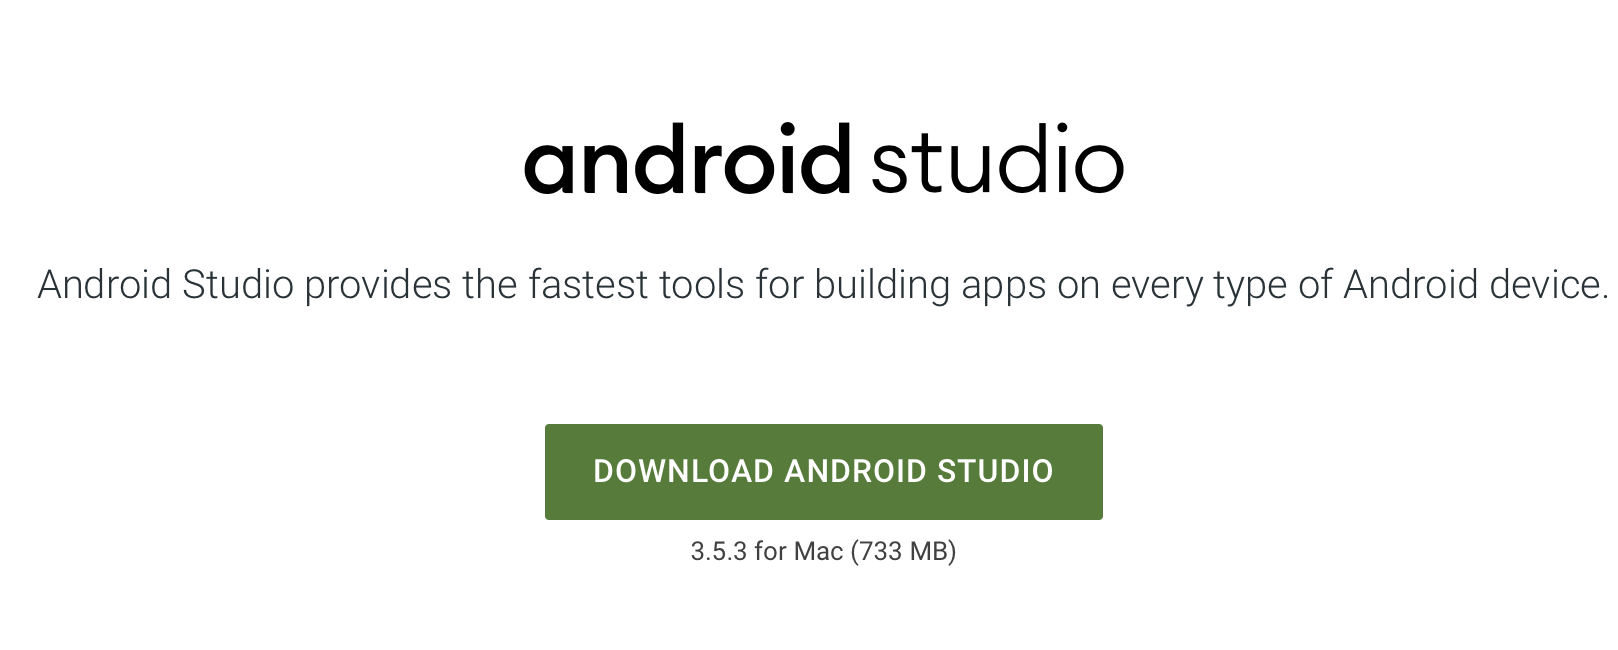 android studio
Android Studio provides the fastest tools for building apps on every type of Android device.
DOWNLOAD ANDROID STUDIO
3.5.3 for Mac (733 MB)